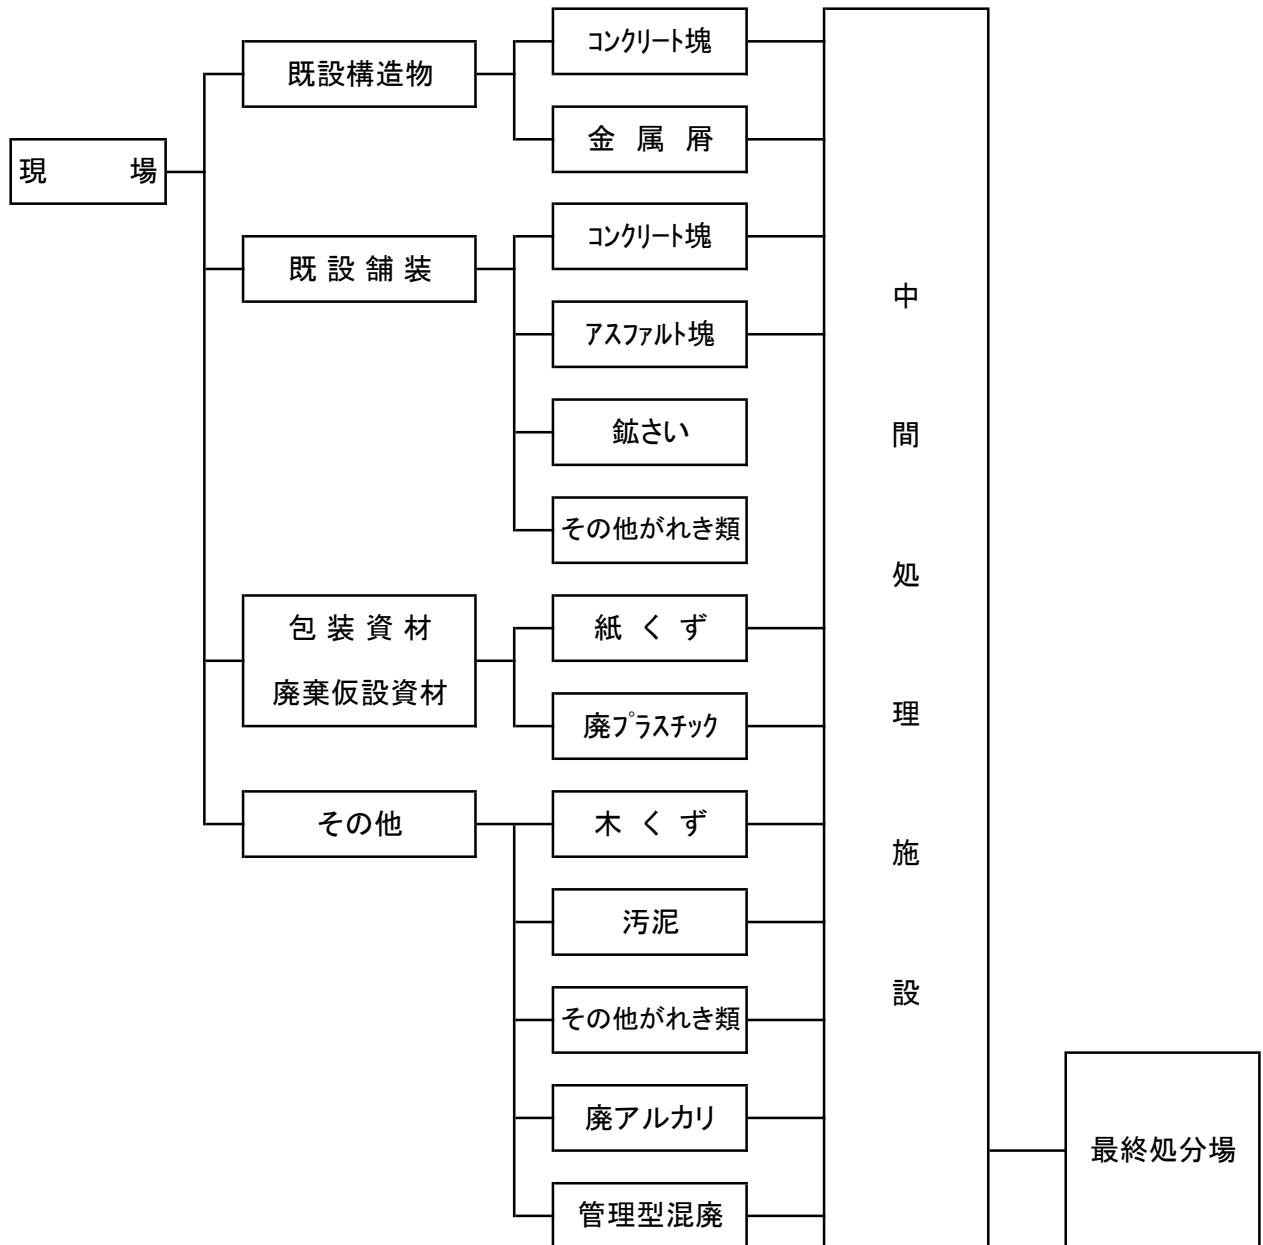 現　　場
既設構造物
コンクリート塊
金 属 屑
既 設 舗 装
コンクリート塊
アスファルト塊
鉱さい
その他がれき類
包 装 資 材
廃棄仮設資材
紙 く ず
廃プラスチック
その他
木 く ず
汚泥
その他がれき類
廃アルカリ
管理型混廃
中間処理施設
最終処分場